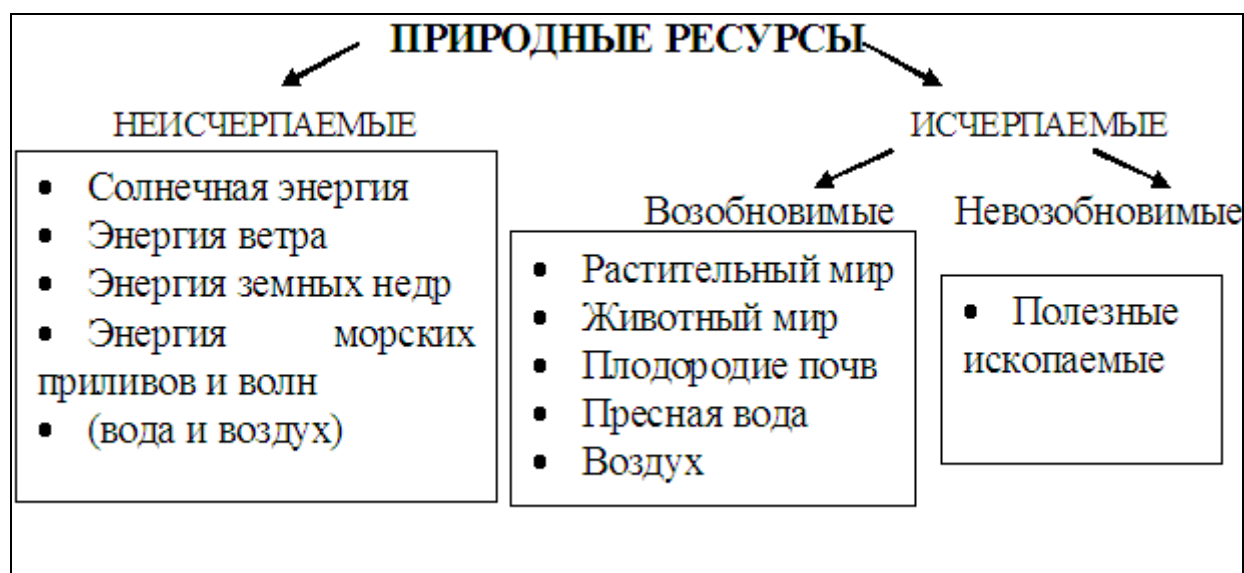 ПРИРОДНЫЕ РЕСУРСЫ
НЕИСЧЕРПАЕМЫЕ
• Солнечная энергия
• Энергия ветра
• Энергия земных недр
• Энергия морских
приливов и волн
• (вода и воздух)
ИСЧЕРПАЕМЫЕ
Возобновимые
• Растительный мир
• Животный мир
• Плодородие почв
• Пресная вода
• Воздух
Невозобновимые
• Полезные
ископаемые